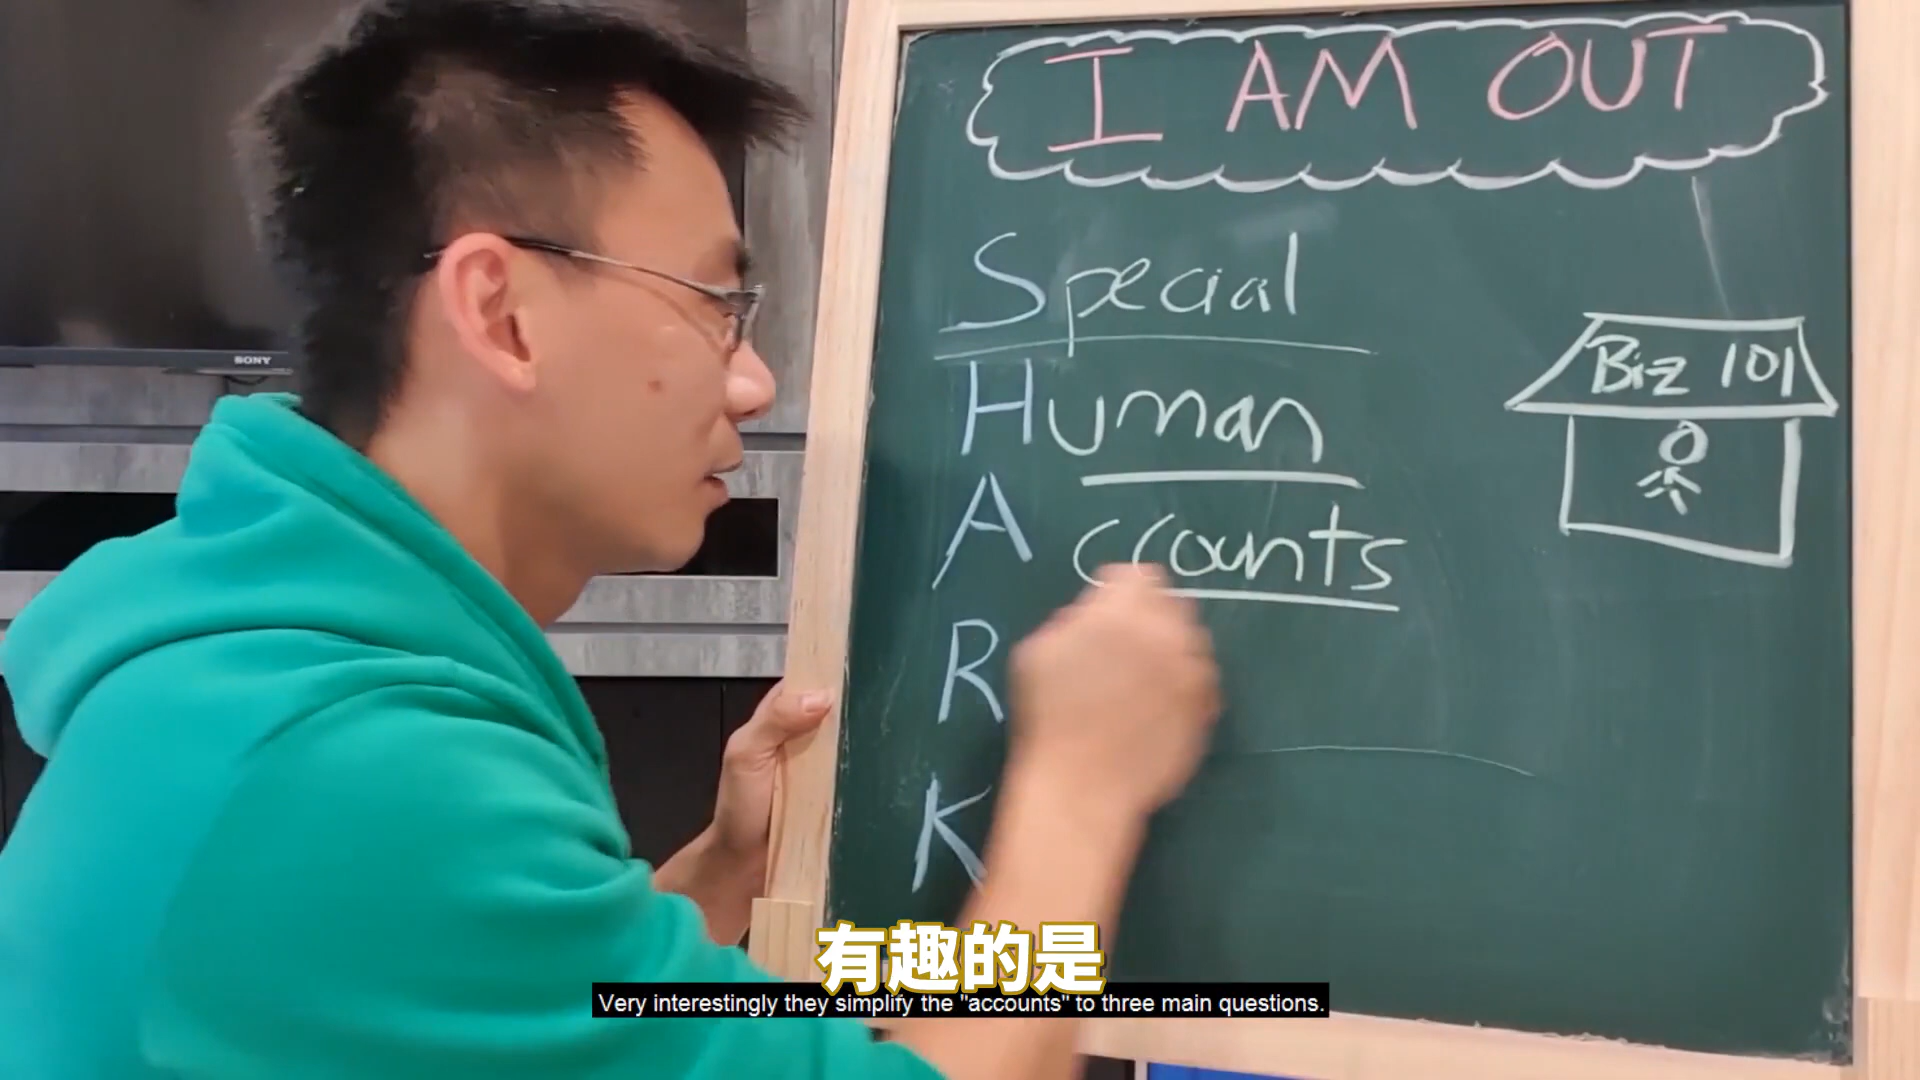 I AM OUT
Special
Human
Accounts
R
K
Biz 101
SONY
有趣的是
Very interestingly they simplify the "accounts" to three main questions.